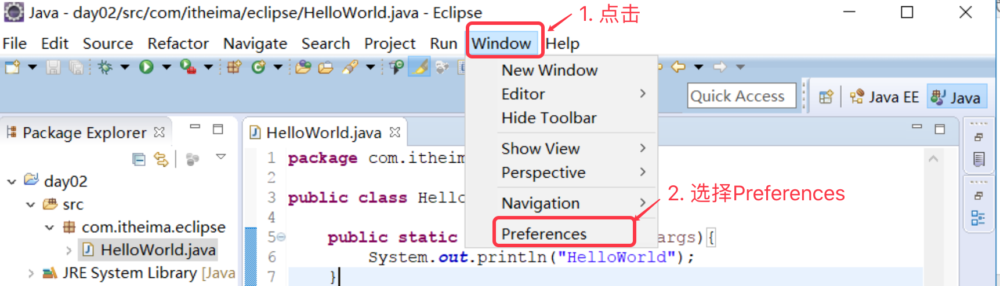 Java - day02/src/com/itheima/eclipse/HelloWorld.java - Eclipse
1. 点击
File Edit Source Refactor Navigate Search Project Run Window Help
New Window
Editor
Hide Toolbar
Show View
Perspective
Navigation
Preferences
2. 选择Preferences
Quick Access
Java EE
Java
Package Explorer
day02
src
com.itheima.eclipse
HelloWorld.java
JRE System Library [Java
HelloWorld.java
1 package com.itheim
2
3 public class Hello
4
5 public static args){
6 System.out.println("HelloWorld");
7 }